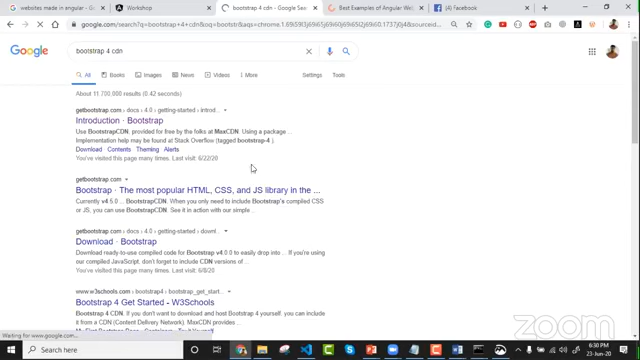 websites made in angular -
Workshop
bootstrap 4 cdn - Google Sea
Best Examples of Angular We
(4) Facebook
google.com/search?q=bootstrap+4+cdn&oq=bootstr&aqs=chrome.
Google
bootstrap 4 cdn
All
Books
Images
News
Videos
More
Settings
Tools
About 11,700,000 results (0.42 seconds)
getbootstrap.com › docs › 4.0 › getting-started › introd...
Introduction · Bootstrap
Use BootstrapCDN, provided for free by the folks at MaxCDN. Using a package ...
Implementation help may be found at Stack Overflow (tagged bootstrap-4 ).
Download Contents Theming Alerts
You've visited this page many times. Last visit: 6/22/20
getbootstrap.com
Bootstrap · The most popular HTML, CSS, and JS library in the ...
Currently v4.5.0 ... BootstrapCDN. When you only need to include Bootstrap's compiled CSS
or JS, you can use BootstrapCDN. See it in action with our simple ...
getbootstrap.com › docs › 4.0 › getting-started › downl...
Download · Bootstrap
Download ready-to-use compiled code for Bootstrap v4.0.0 to easily drop into ... If you're using
our compiled JavaScript, don't forget to include CDN versions of ...
You've visited this page many times. Last visit: 6/8/20
www.w3schools.com › bootstrap4 › bootstrap_get_start...
Bootstrap 4 Get Started - W3Schools
Bootstrap 4 CDN. If you don't want to download and host Bootstrap 4 yourself, you can
include it from a CDN (Content Delivery Network). MaxCDN provides ...
Waiting for www.google.com...
zoom
Search here
6:30 PM
23-Jun-20